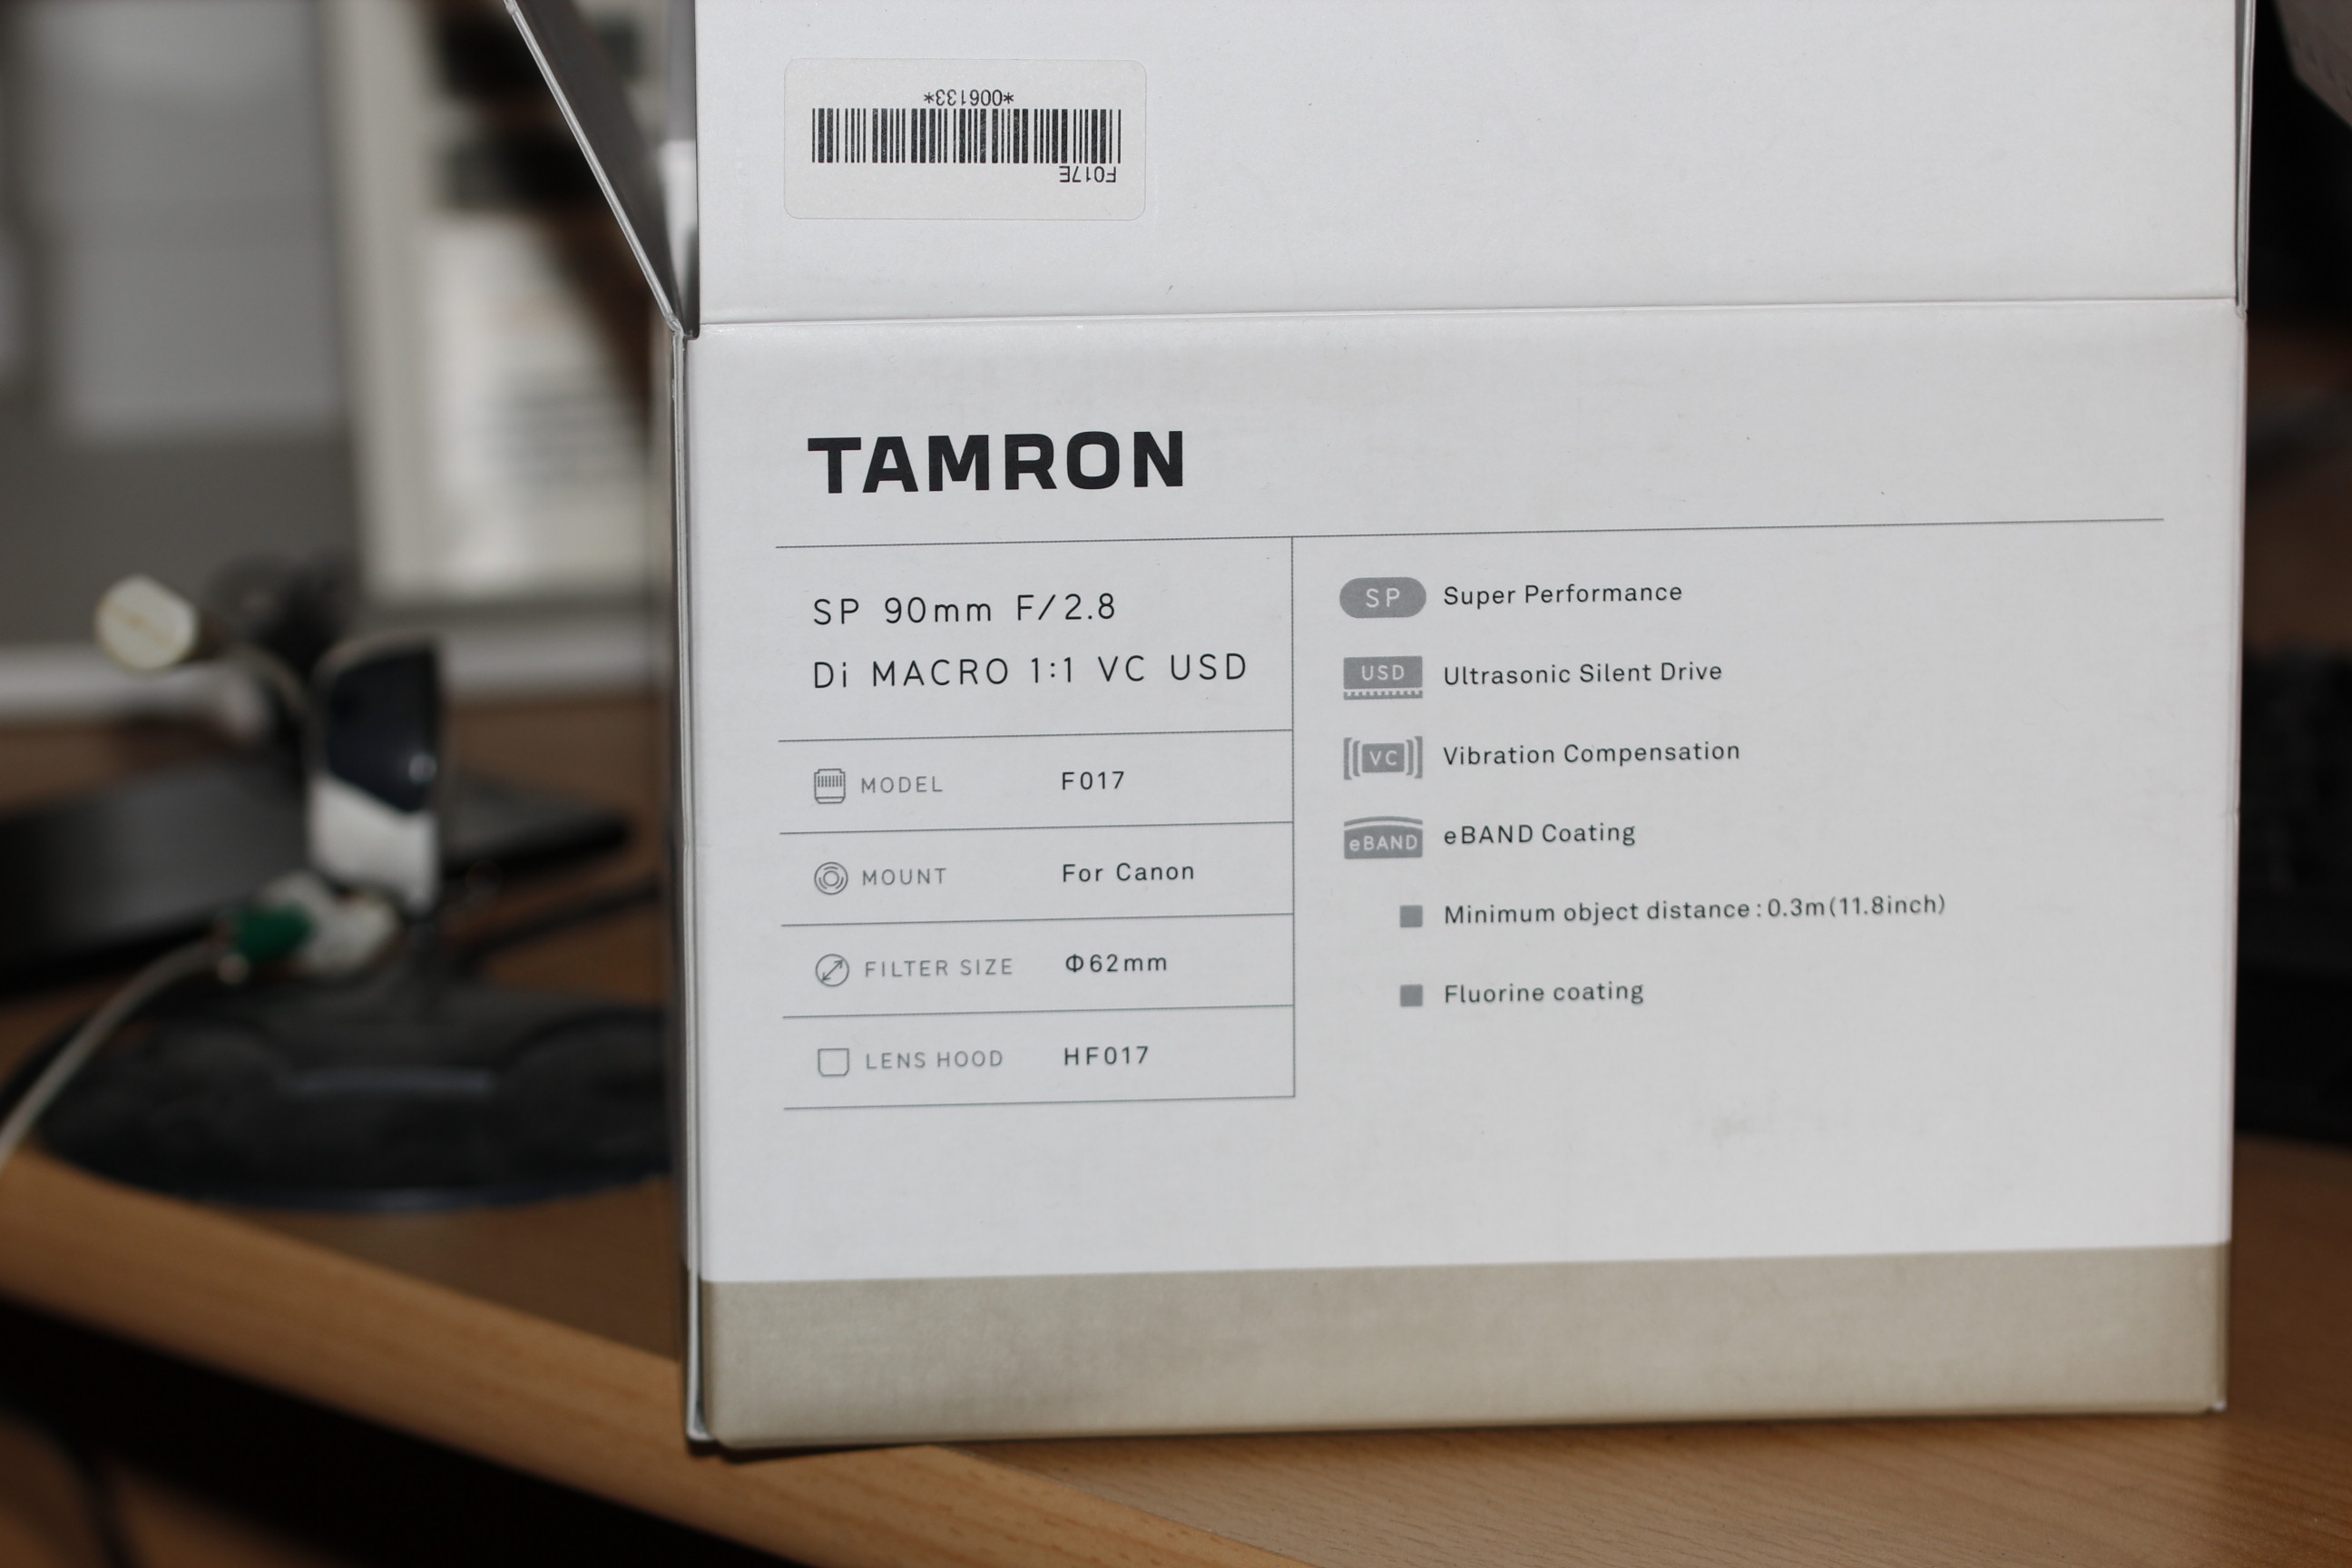 *006133*
F017E
TAMRON
SP 90mm F/2.8
Di MACRO 1:1 VC USD
MODEL F017
MOUNT For Canon
FILTER SIZE Φ62mm
LENS HOOD HF017
SP Super Performance
USD Ultrasonic Silent Drive
VC Vibration Compensation
eBAND eBAND Coating
Minimum object distance : 0.3m(11.8inch)
Fluorine coating